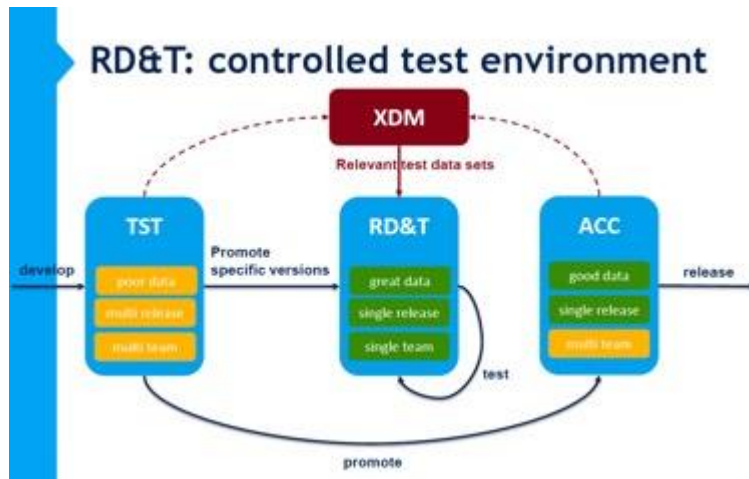 RD&T: controlled test environment
XDM
Relevant test data sets
TST
RD&T
ACC
develop
Promote
specific versions
release
poor data
multi release
multi team
great data
single release
single team
good data
single release
multi team
test
promote